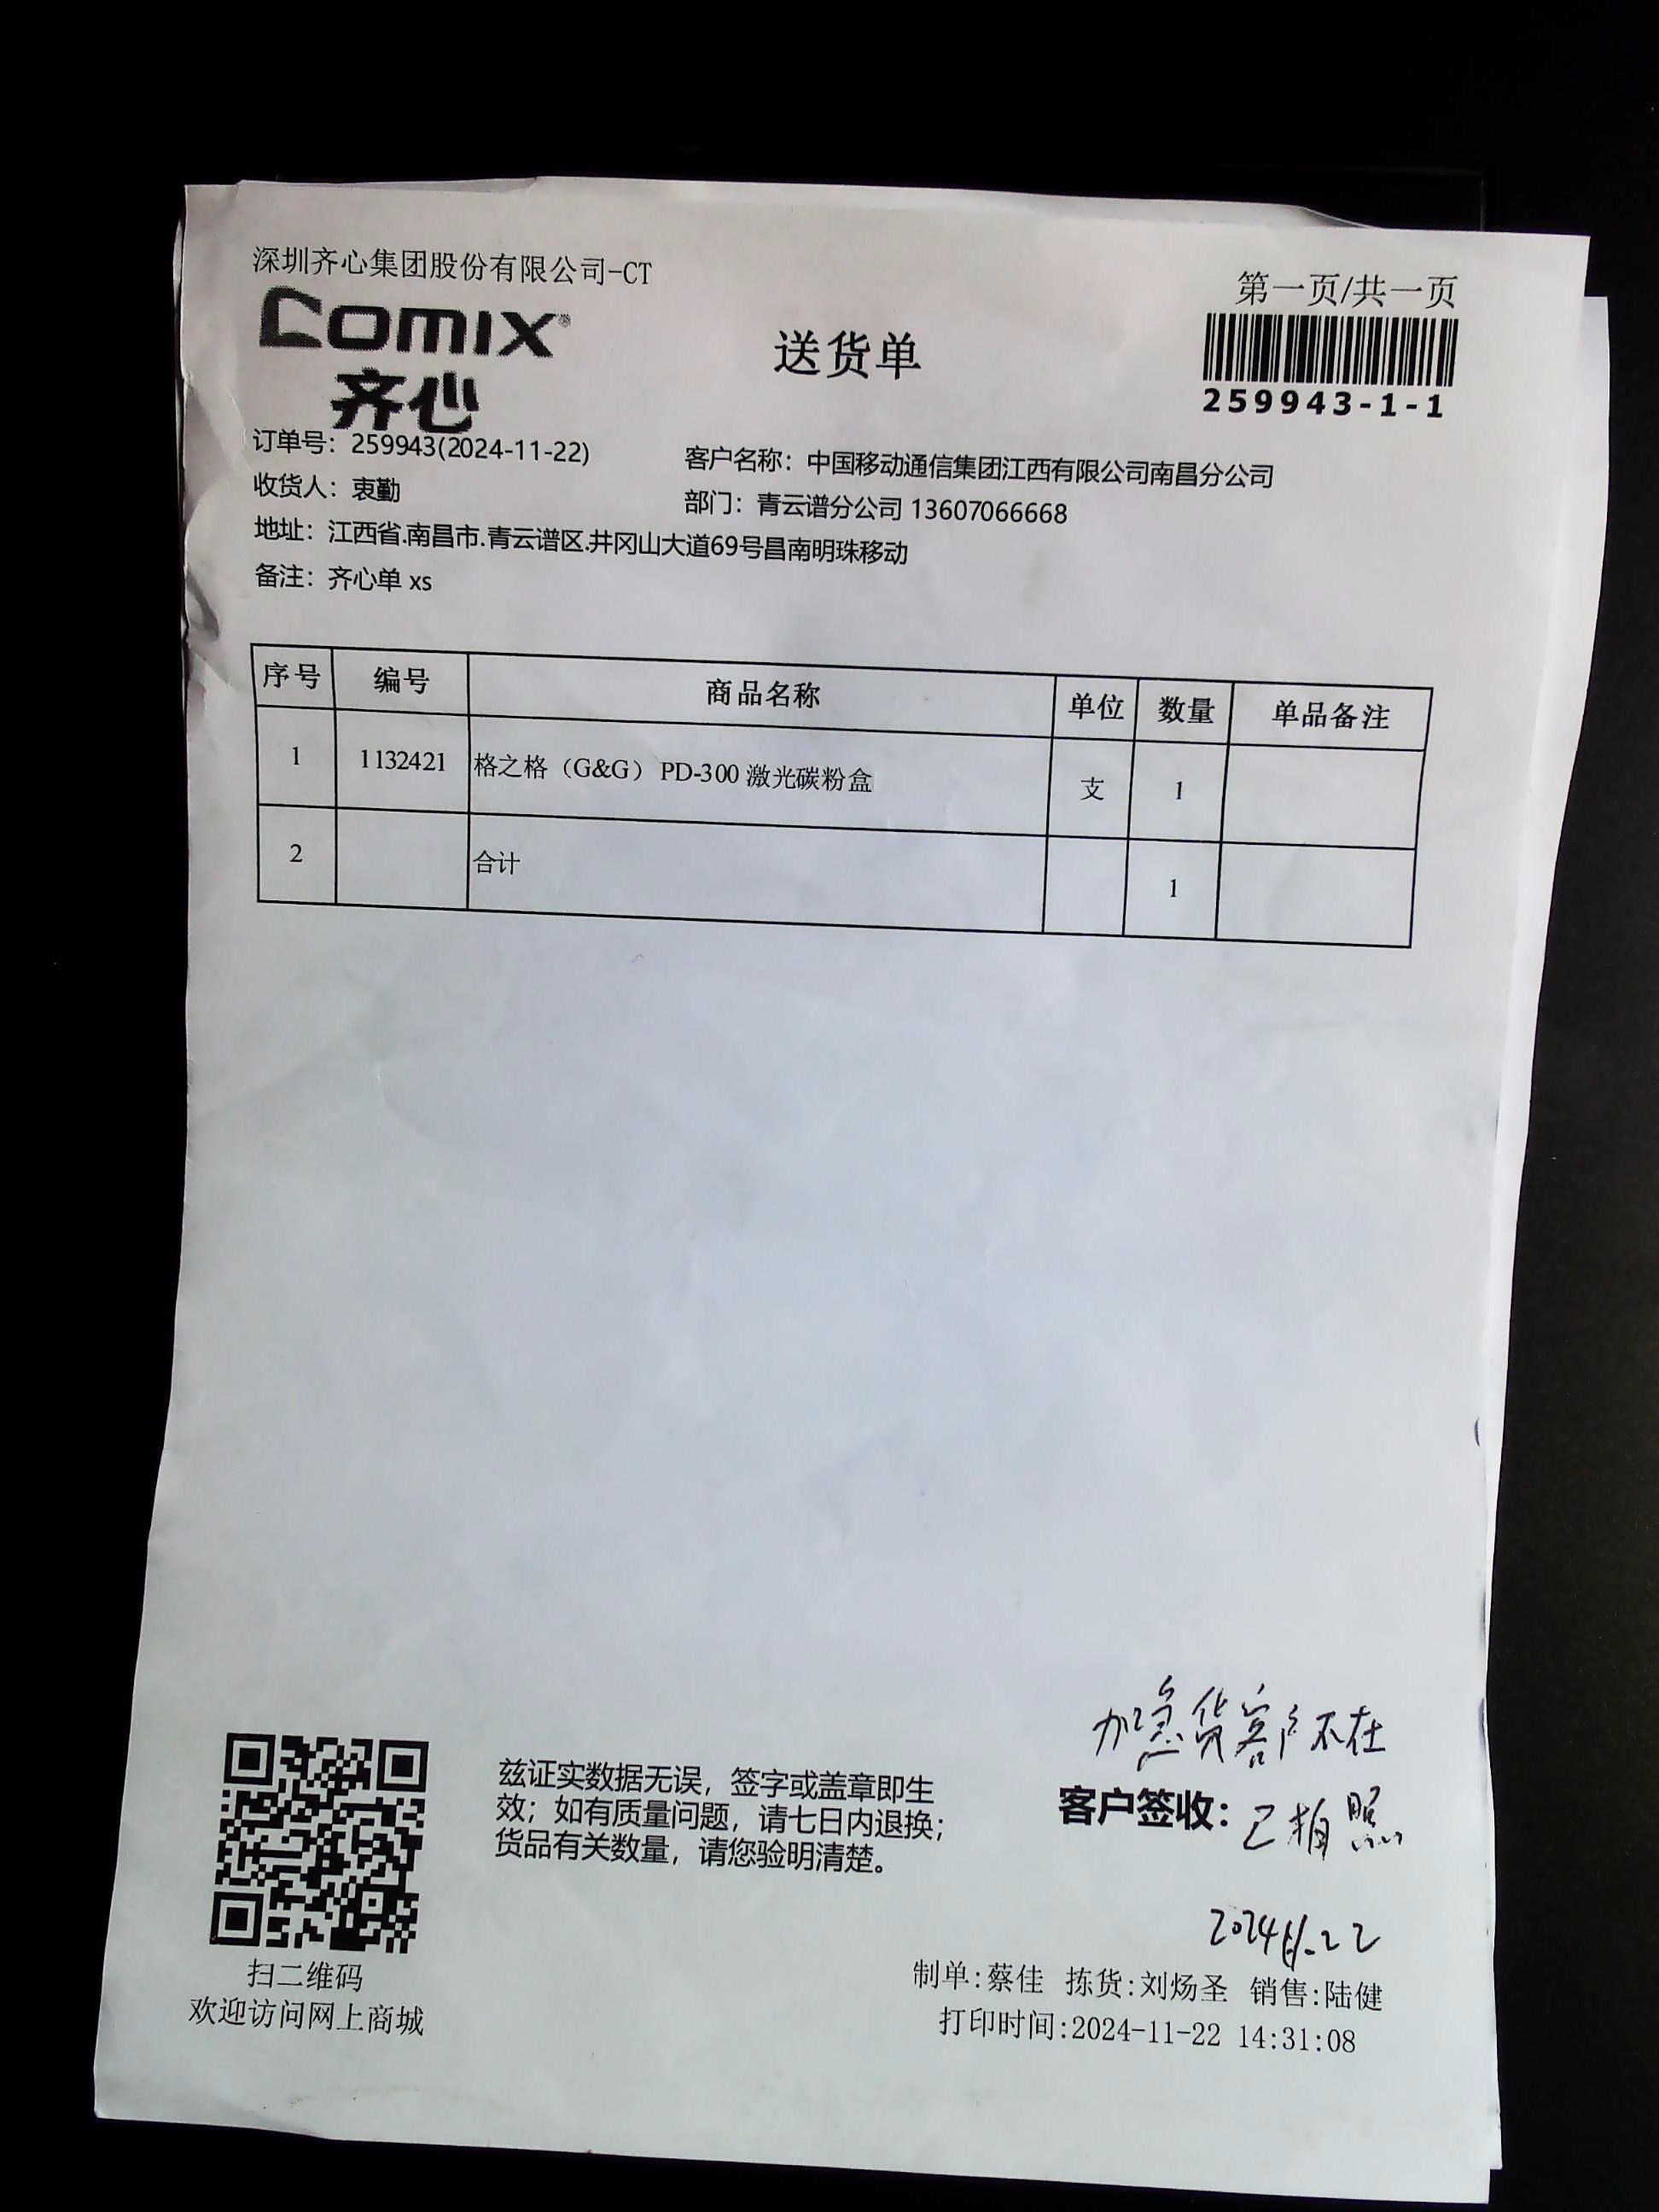 深圳齐心集团股份有限公司-CT
第一页/共一页
Comix®
齐心
送货单
259943-1-1
订单号：259943(2024-11-22)
客户名称：中国移动通信集团江西有限公司南昌分公司
收货人：衷勤
部门：青云谱分公司 13607066668
地址：江西省.南昌市.青云谱区.井冈山大道69号昌南明珠移动
备注：齐心单 xs
序号 编号 商品名称 单位 数量 单品备注
1 1132421 格之格（G&G） PD-300 激光碳粉盒 支 1
2 合计 1
加急货客户不在
客户签收：已拍照
兹证实数据无误，签字或盖章即生
效；如有质量问题，请七日内退换；
货品有关数量，请您验明清楚。
2024.11.22
扫二维码
欢迎访问网上商城
制单:蔡佳 拣货:刘炀圣 销售:陆健
打印时间:2024-11-22 14:31:08